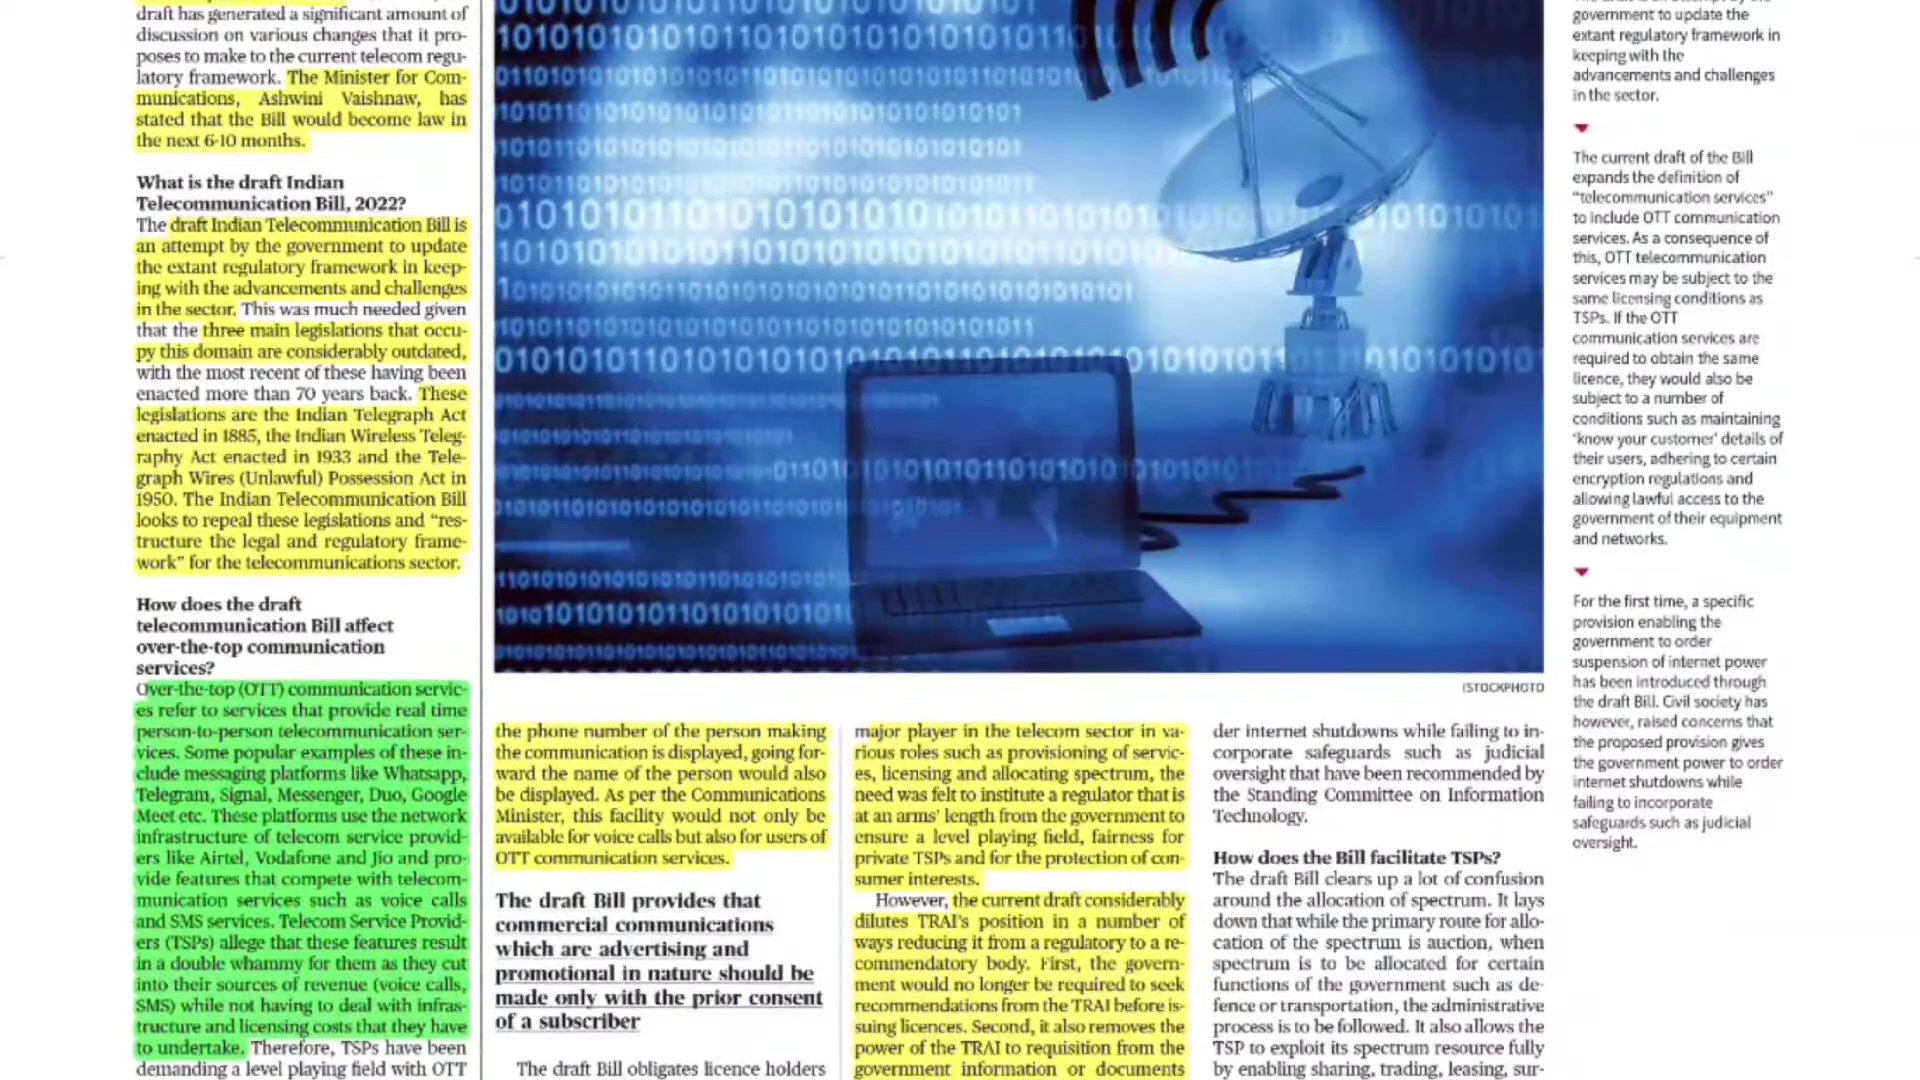 draft has generated a significant amount of
discussion on various changes that it pro-
poses to make to the current telecom regu-
latory framework. The Minister for Com-
munications, Ashwini Vaishnaw, has
stated that the Bill would become law in
the next 6-10 months.
What is the draft Indian
Telecommunication Bill, 2022?
The draft Indian Telecommunication Bill is
an attempt by the government to update
the extant regulatory framework in keep-
ing with the advancements and challenges
in the sector. This was much needed given
that the three main legislations that occu-
py this domain are considerably outdated,
with the most recent of these having been
enacted more than 70 years back. These
legislations are the Indian Telegraph Act
enacted in 1885, the Indian Wireless Teleg-
raphy Act enacted in 1933 and the Tele-
graph Wires (Unlawful) Possession Act in
1950. The Indian Telecommunication Bill
looks to repeal these legislations and “res-
tructure the legal and regulatory frame-
work” for the telecommunications sector.
How does the draft
telecommunication Bill affect
over-the-top communication
services?
Over-the-top (OTT) communication servic-
es refer to services that provide real time
person-to-person telecommunication ser-
vices. Some popular examples of these in-
clude messaging platforms like Whatsapp,
Telegram, Signal, Messenger, Duo, Google
Meet etc. These platforms use the network
infrastructure of telecom service provid-
ers like Airtel, Vodafone and Jio and pro-
vide features that compete with telecom-
munication services such as voice calls
and SMS services. Telecom Service Provid-
ers (TSPs) allege that these features result
in a double whammy for them as they cut
into their sources of revenue (voice calls,
SMS) while not having to deal with infras-
tructure and licensing costs that they have
to undertake. Therefore, TSPs have been
demanding a level playing field with OTT
ISTOCKPHOTO
the phone number of the person making
the communication is displayed, going for-
ward the name of the person would also
be displayed. As per the Communications
Minister, this facility would not only be
available for voice calls but also for users of
OTT communication services.
The draft Bill provides that
commercial communications
which are advertising and
promotional in nature should be
made only with the prior consent
of a subscriber
The draft Bill obligates licence holders
major player in the telecom sector in va-
rious roles such as provisioning of servic-
es, licensing and allocating spectrum, the
need was felt to institute a regulator that is
at an arms’ length from the government to
ensure a level playing field, fairness for
private TSPs and for the protection of con-
sumer interests.
However, the current draft considerably
dilutes TRAI’s position in a number of
ways reducing it from a regulatory to a re-
commendatory body. First, the govern-
ment would no longer be required to seek
recommendations from the TRAI before is-
suing licences. Second, it also removes the
power of the TRAI to requisition from the
government information or documents
der internet shutdowns while failing to in-
corporate safeguards such as judicial
oversight that have been recommended by
the Standing Committee on Information
Technology.
How does the Bill facilitate TSPs?
The draft Bill clears up a lot of confusion
around the allocation of spectrum. It lays
down that while the primary route for allo-
cation of the spectrum is auction, when
spectrum is to be allocated for certain
functions of the government such as de-
fence or transportation, the administrative
process is to be followed. It also allows the
TSP to exploit its spectrum resource fully
by enabling sharing, trading, leasing, sur-
government to update the
extant regulatory framework in
keeping with the
advancements and challenges
in the sector.
The current draft of the Bill
expands the definition of
“telecommunication services”
to include OTT communication
services. As a consequence of
this, OTT telecommunication
services may be subject to the
same licensing conditions as
TSPs. If the OTT
communication services are
required to obtain the same
licence, they would also be
subject to a number of
conditions such as maintaining
‘know your customer’ details of
their users, adhering to certain
encryption regulations and
allowing lawful access to the
government of their equipment
and networks.
For the first time, a specific
provision enabling the
government to order
suspension of internet power
has been introduced through
the draft Bill. Civil society has
however, raised concerns that
the proposed provision gives
the government power to order
internet shutdowns while
failing to incorporate
safeguards such as judicial
oversight.